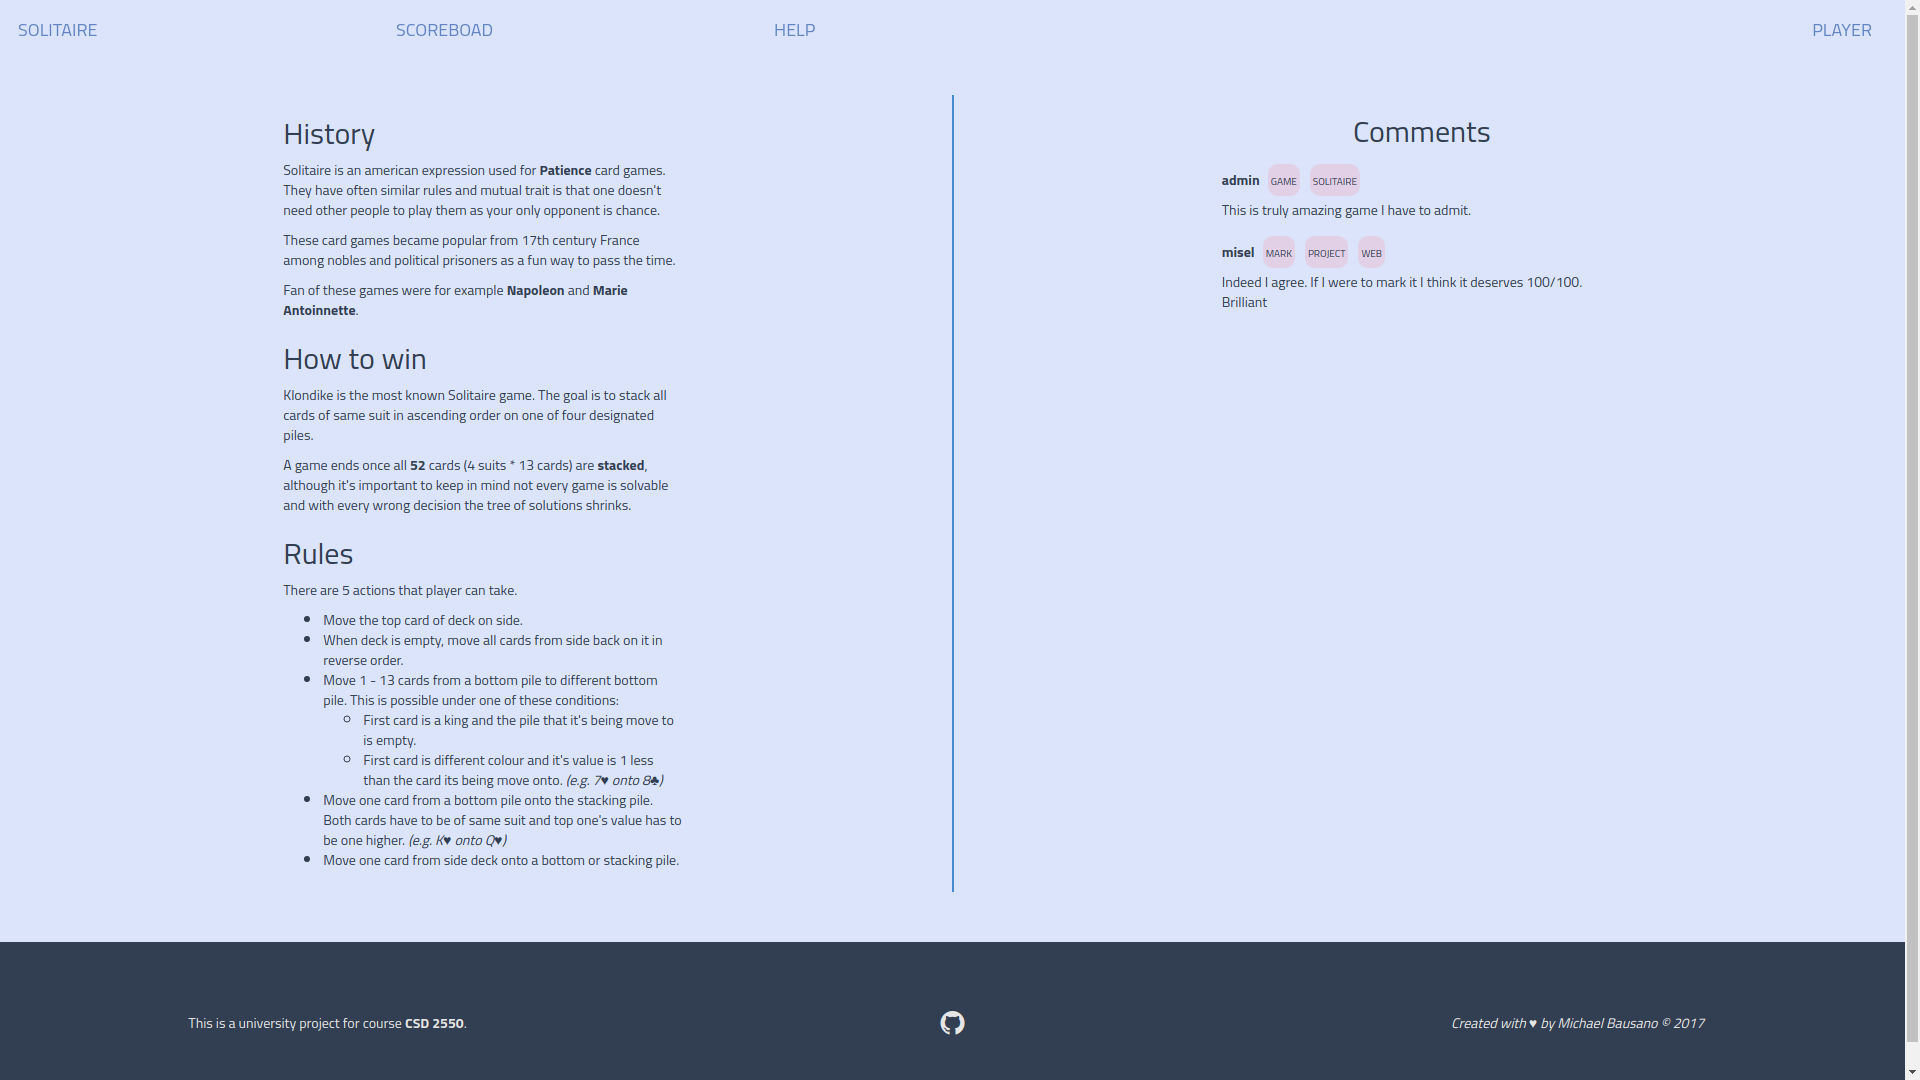 SOLITAIRE SCOREBOAD HELP PLAYER
History
Solitaire is an american expression used for Patience card games.
They have often similar rules and mutual trait is that one doesn't
need other people to play them as your only opponent is chance.
These card games became popular from 17th century France
among nobles and political prisoners as a fun way to pass the time.
Fan of these games were for example Napoleon and Marie
Antoinnette.
How to win
Klondike is the most known Solitaire game. The goal is to stack all
cards of same suit in ascending order on one of four designated
piles.
A game ends once all 52 cards (4 suits * 13 cards) are stacked,
although it's important to keep in mind not every game is solvable
and with every wrong decision the tree of solutions shrinks.
Rules
There are 5 actions that player can take.
• Move the top card of deck on side.
• When deck is empty, move all cards from side back on it in
reverse order.
• Move 1 - 13 cards from a bottom pile to different bottom
pile. This is possible under one of these conditions:
◦ First card is a king and the pile that it's being move to
is empty.
◦ First card is different colour and it's value is 1 less
than the card its being move onto. (e.g. 7♥ onto 8♣)
• Move one card from a bottom pile onto the stacking pile.
Both cards have to be of same suit and top one's value has to
be one higher. (e.g. K♥ onto Q♥)
• Move one card from side deck onto a bottom or stacking pile.
Comments
admin GAME SOLITAIRE
This is truly amazing game I have to admit.
misel MARK PROJECT WEB
Indeed I agree. If I were to mark it I think it deserves 100/100.
Brilliant
This is a university project for course CSD 2550.
Created with ♥ by Michael Bausano © 2017